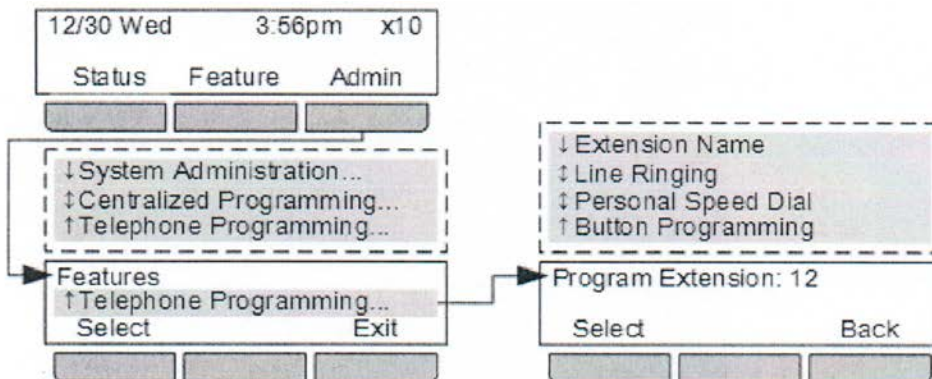 12/30 Wed 3:56pm x10
Status Feature Admin
↓System Administration...
↕Centralized Programming...
↑Telephone Programming...
Features
↑Telephone Programming...
Select Exit
↓Extension Name
↕Line Ringing
↕Personal Speed Dial
↑Button Programming
Program Extension: 12
Select Back